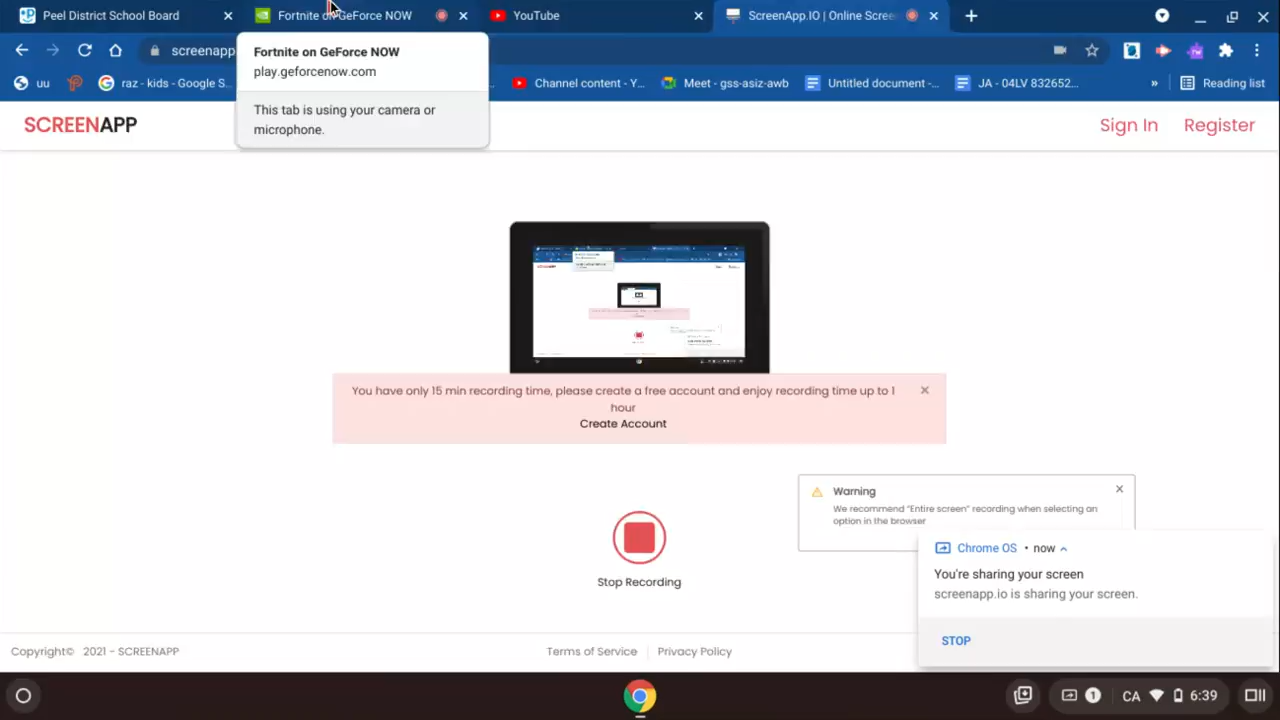 Peel District School Board
Fortnite on GeForce NOW
YouTube
ScreenApp.IO | Online Scree
screenapp
Fortnite on GeForce NOW
play.geforcenow.com
This tab is using your camera or
microphone.
uu
raz - kids - Google S...
Channel content - Y...
Meet - gss-asiz-awb
Untitled document -...
JA - 04LV 832652...
»
Reading list
SCREENAPP
Sign In
Register
You have only 15 min recording time, please create a free account and enjoy recording time up to 1
hour
Create Account
Warning
We recommend "Entire screen" recording when selecting an
option in the browser
Stop Recording
Chrome OS • now
You're sharing your screen
screenapp.io is sharing your screen.
STOP
Copyright© 2021 - SCREENAPP
Terms of Service
Privacy Policy
1
CA
6:39